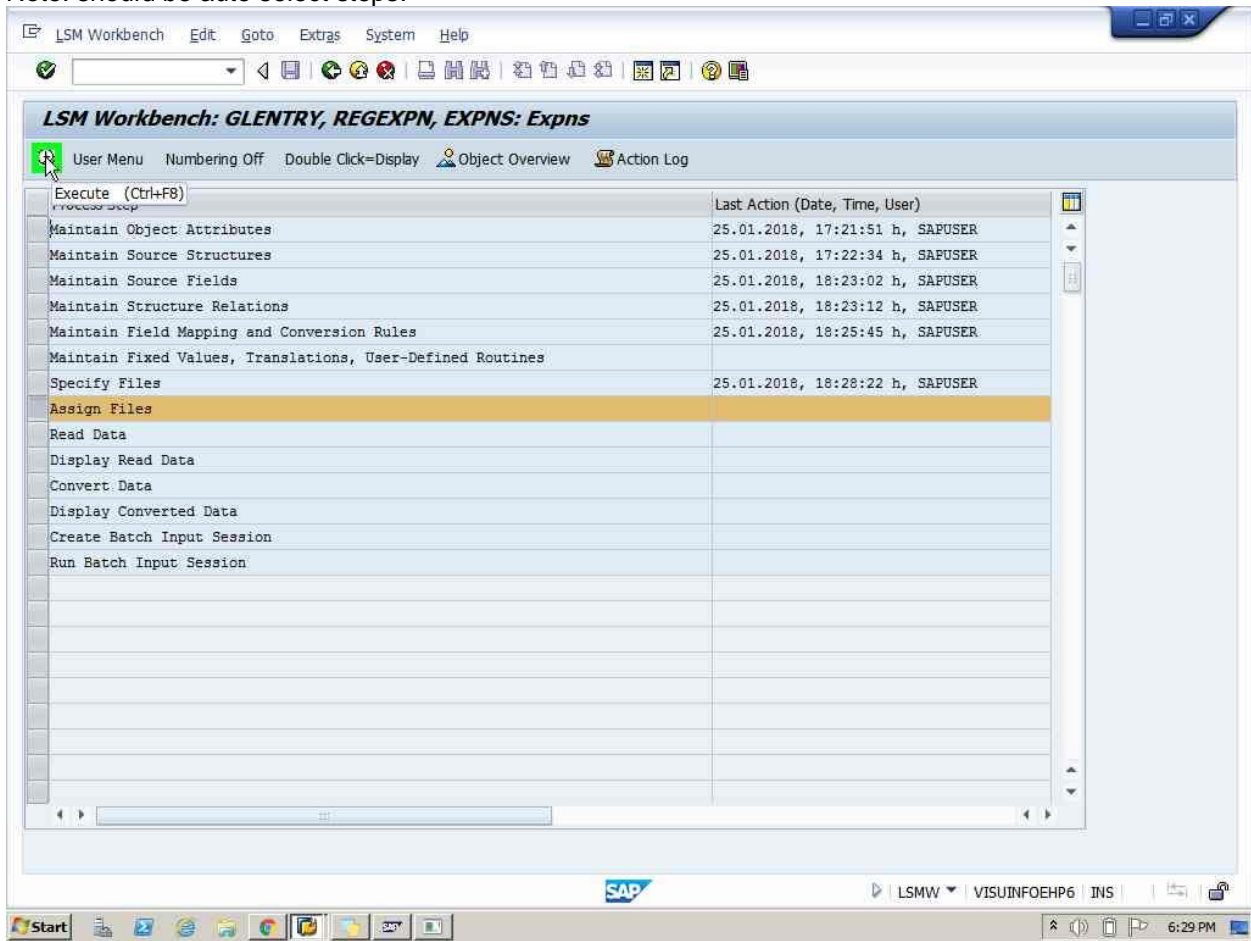 LSM Workbench Edit Goto Extras System Help
LSM Workbench: GLENTRY, REGEXPN, EXPNS: Expns
User Menu Numbering Off Double Click=Display Object Overview Action Log
Execute (Ctrl+F8)
Last Action (Date, Time, User)
Maintain Object Attributes 25.01.2018, 17:21:51 h, SAPUSER
Maintain Source Structures 25.01.2018, 17:22:34 h, SAPUSER
Maintain Source Fields 25.01.2018, 18:23:02 h, SAPUSER
Maintain Structure Relations 25.01.2018, 18:23:12 h, SAPUSER
Maintain Field Mapping and Conversion Rules 25.01.2018, 18:25:45 h, SAPUSER
Maintain Fixed Values, Translations, User-Defined Routines
Specify Files 25.01.2018, 18:28:22 h, SAPUSER
Assign Files
Read Data
Display Read Data
Convert Data
Display Converted Data
Create Batch Input Session
Run Batch Input Session
SAP LSMW VISUINFOEHP6 INS
Start 6:29 PM